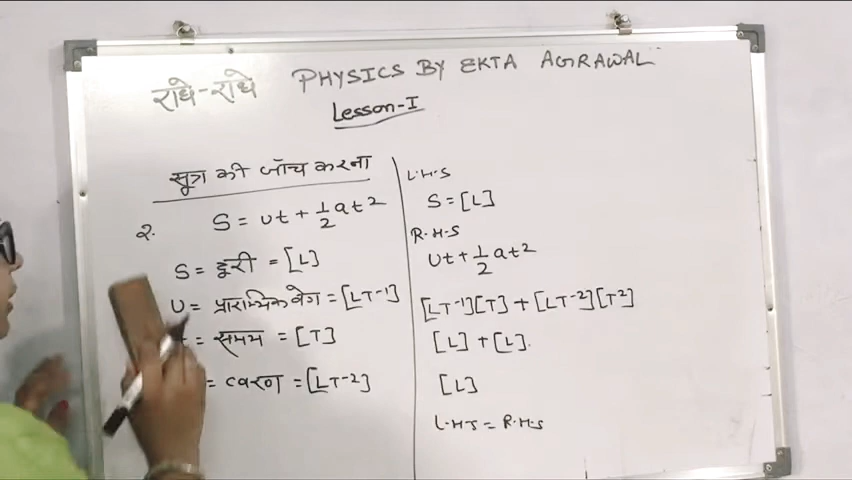 राधे-राधे PHYSICS BY EKTA AGRAWAL
Lesson-I
सूत्र की जाँच करना
2. S = ut + 1/2 at2
S = दूरी = [L]
U = प्रारम्भिक वेग = [LT-1]
= समय = [T]
= त्वरण = [LT-2]
L.H.S
S = [L]
R.H.S
Ut + 1/2 at2
[LT-1][T] + [LT-2][T2]
[L] + [L].
[L]
L.H.S = R.H.S